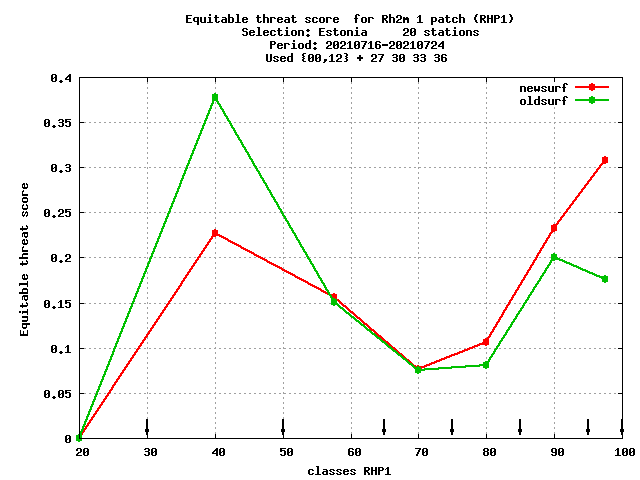 Equitable threat score  for Rh2m 1 patch (RHP1)
Selection: Estonia     20 stations
Period: 20210716-20210724
Used {00,12} + 27 30 33 36
newsurf
oldsurf
0.4
0.35
0.3
0.25
0.2
0.15
0.1
0.05
0
Equitable threat score
20 30 40 50 60 70 80 90 100
classes RHP1